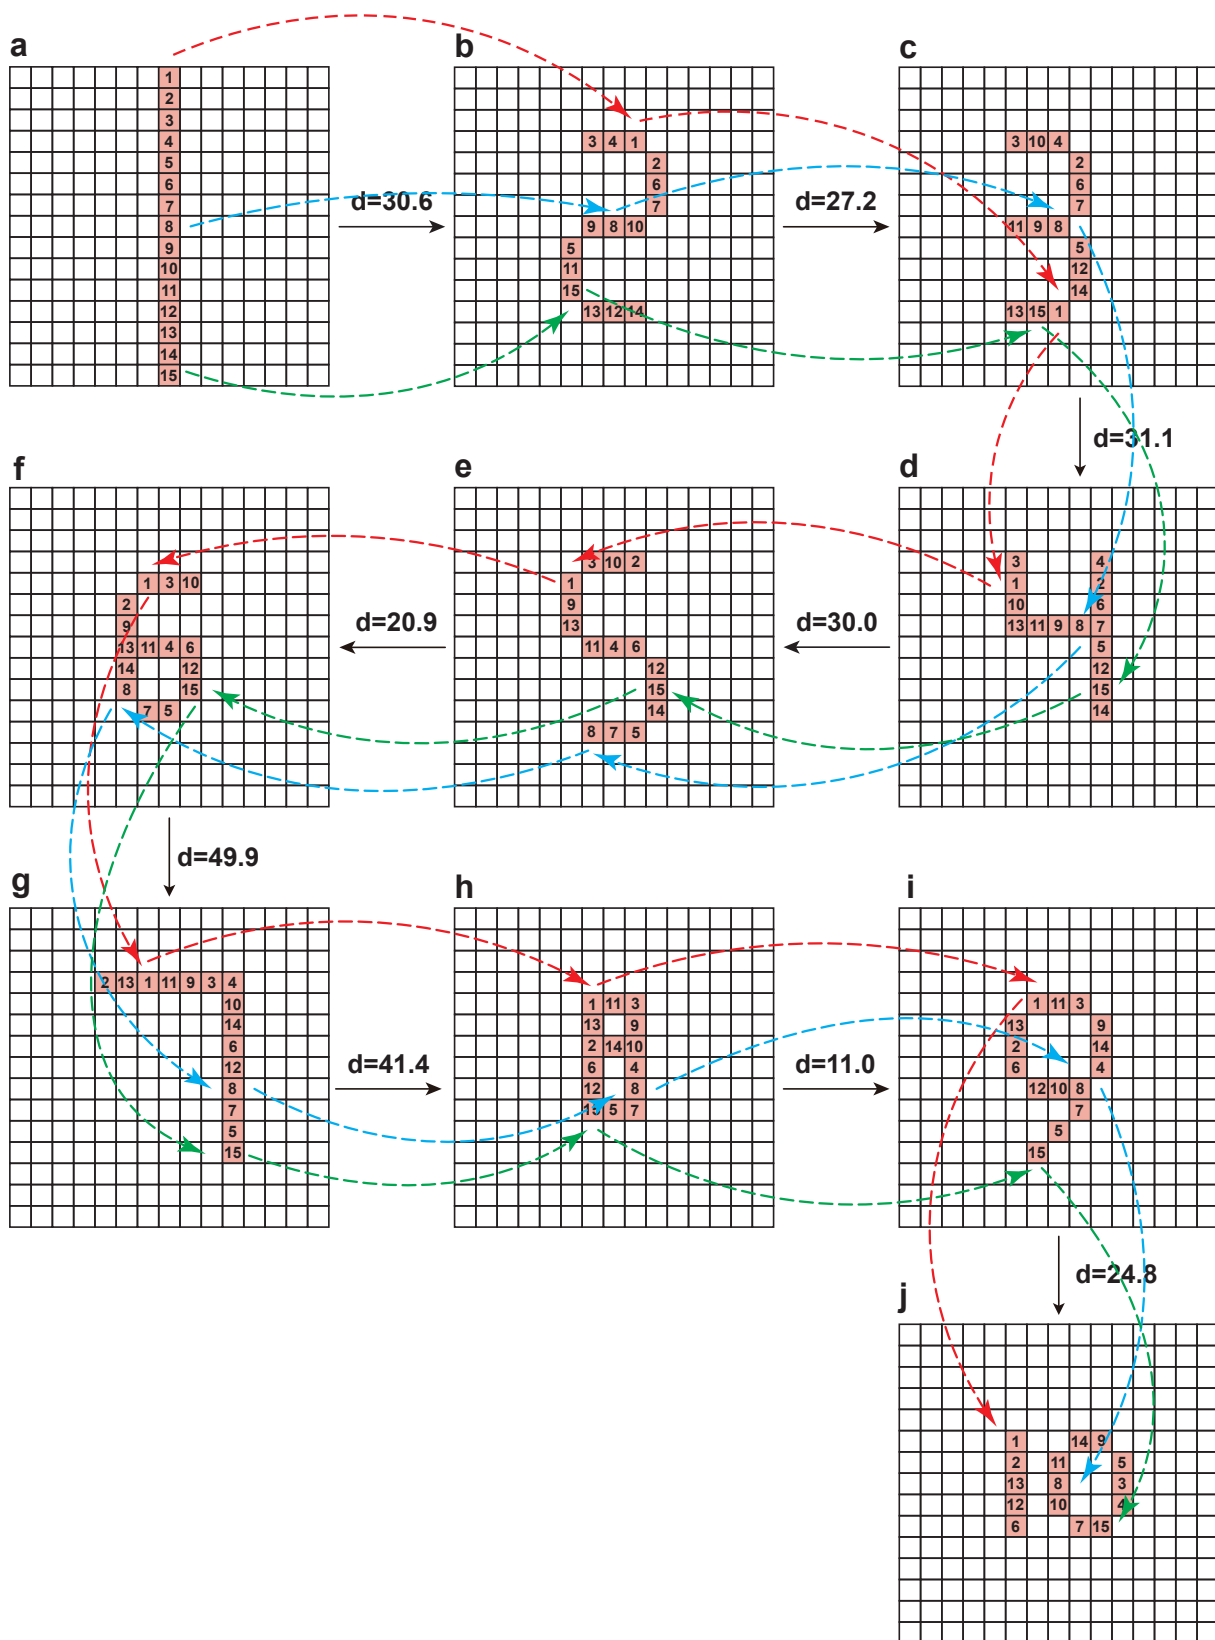 a b c
1
2
3
4
5
6
7
8
9
10
11
12
13
14
15
d=30.6
3 4 1
2
6
7
9 8 10
5
11
15
13 12 14
d=27.2
3 10 4
2
6
7
11 9 8
5
12
14
13 15 1
d=31.1
f e d
3 4
1 2
10 6
13 11 9 8 7
5
12
15
14
d=30.0
3 10 2
1
9
13
11 4 6
12
15
14
8 7 5
d=20.9
1 3 10
2
9
13 11 4 6
14 12
8 15
7 5
d=49.9
g h i
2 13 1 11 9 3 4
10
14
6
12
8
7
5
15
d=41.4
1 11 3
13 9
2 14 10
6 4
12 8
15 5 7
d=11.0
1 11 3
13 9
2 14
6 4
12 10 8
7
5
15
d=24.8
j
1 14 9
2 11 5
13 8 3
12 10 4
6 7 15